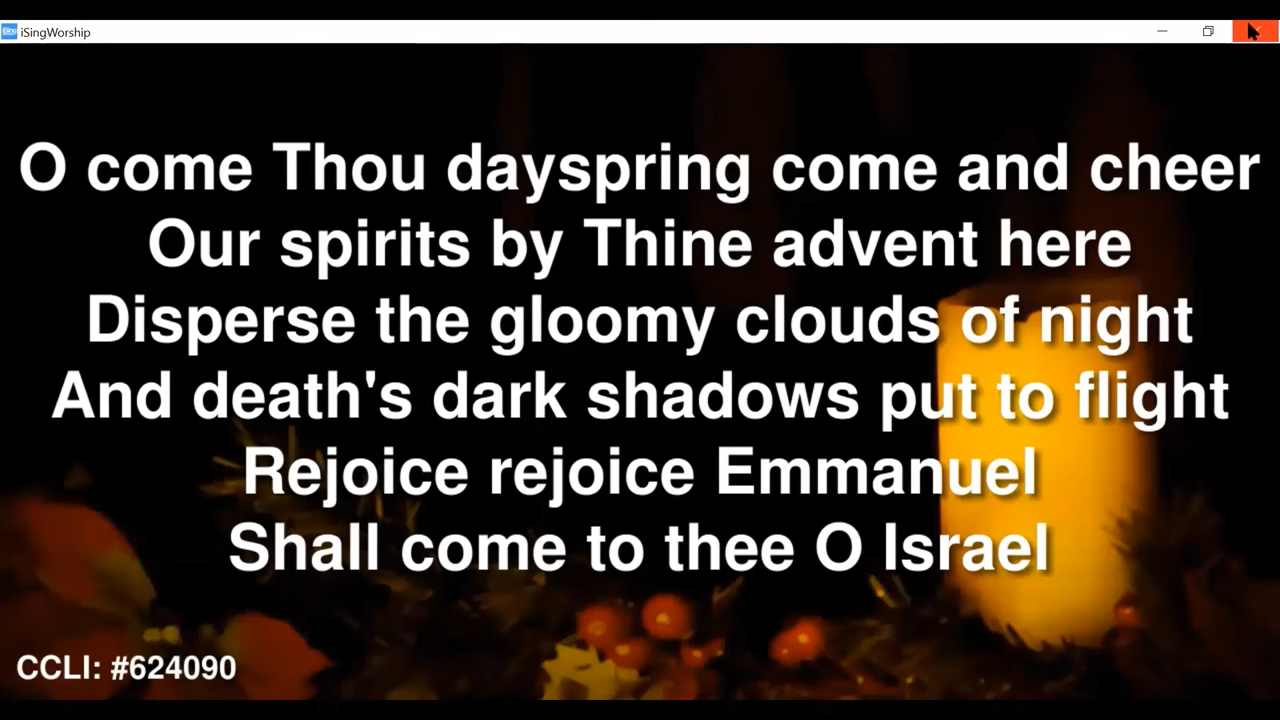 iSingWorship
O come Thou dayspring come and cheer
Our spirits by Thine advent here
Disperse the gloomy clouds of night
And death's dark shadows put to flight
Rejoice rejoice Emmanuel
Shall come to thee O Israel
CCLI: #624090